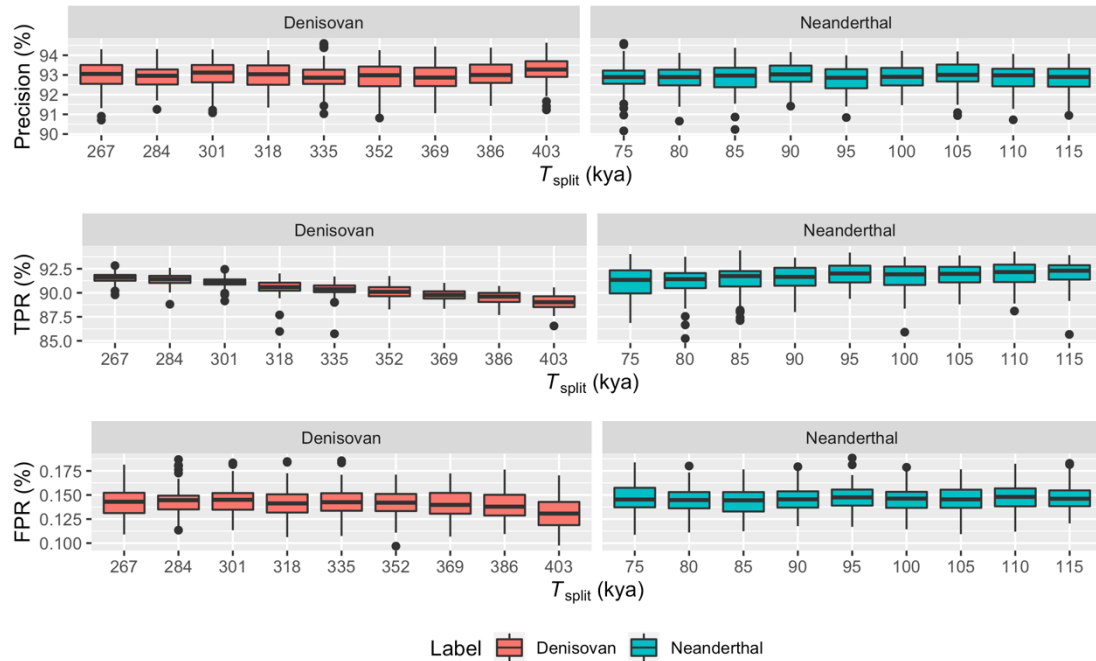 Denisovan Neanderthal
Precision (%)
94
93
92
91
90
267 284 301 318 335 352 369 386 403 75 80 85 90 95 100 105 110 115
Tsplit (kya)
Denisovan Neanderthal
TPR (%)
92.5
90.0
87.5
85.0
267 284 301 318 335 352 369 386 403 75 80 85 90 95 100 105 110 115
Tsplit (kya)
Denisovan Neanderthal
FPR (%)
0.175
0.150
0.125
0.100
267 284 301 318 335 352 369 386 403 75 80 85 90 95 100 105 110 115
Tsplit (kya)
Label Denisovan Neanderthal